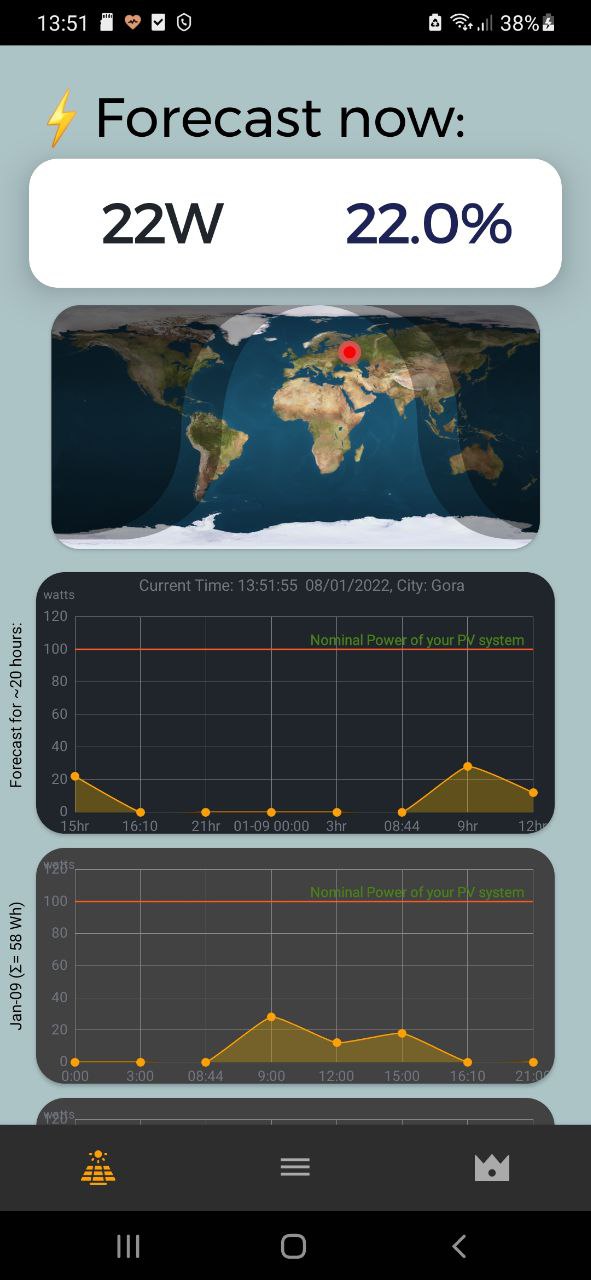 13:51 38%
Forecast now:
22W 22.0%
Current Time: 13:51:55 08/01/2022, City: Gora
watts
120
Nominal Power of your PV system
100
80
60
40
20
0
15hr 16:10 21hr 01-09 00:00 3hr 08:44 9hr 12hr
Forecast for ~20 hours:
watts
120
Nominal Power of your PV system
100
80
60
40
20
0
0:00 3:00 08:44 9:00 12:00 15:00 16:10 21:00
Jan-09 (Σ= 58 Wh)
watts
120